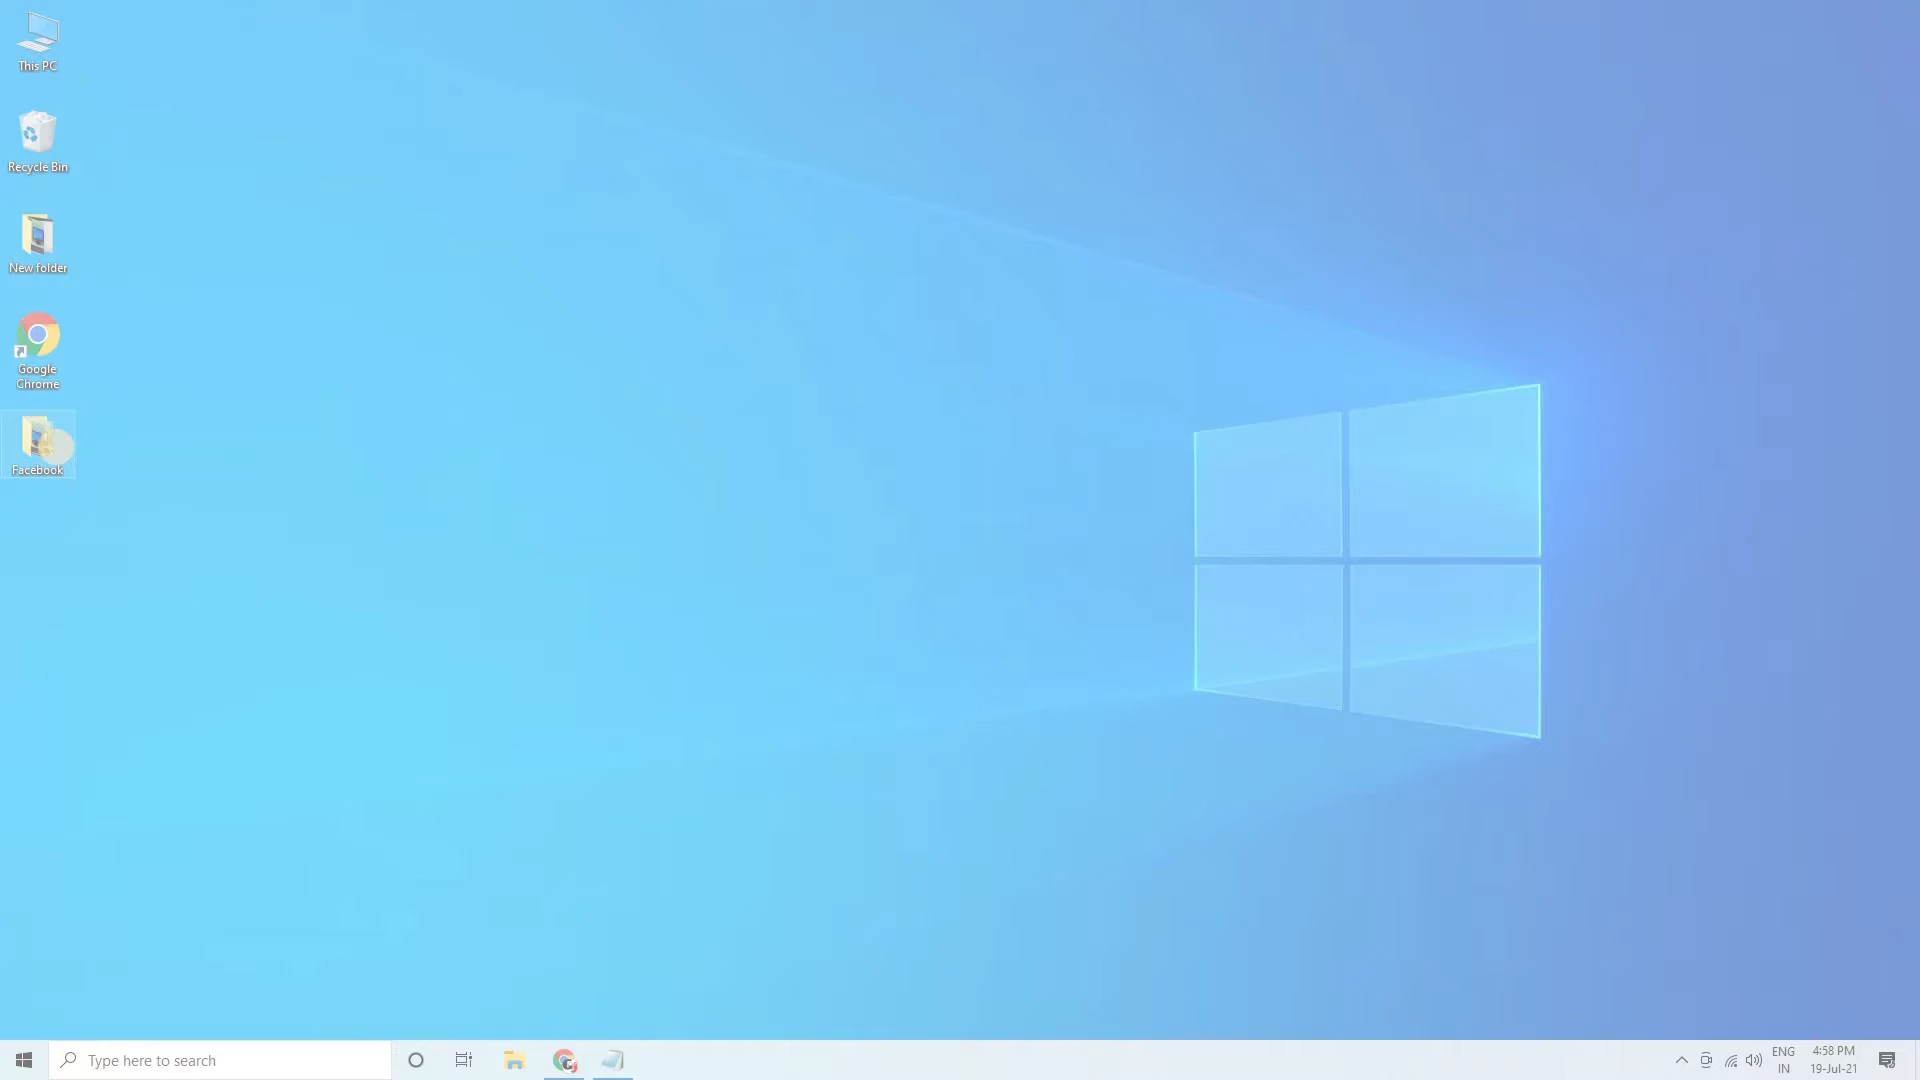 This PC
Recycle Bin
New folder
Google
Chrome
Facebook
Type here to search
ENG
IN
4:58 PM
19-Jul-21